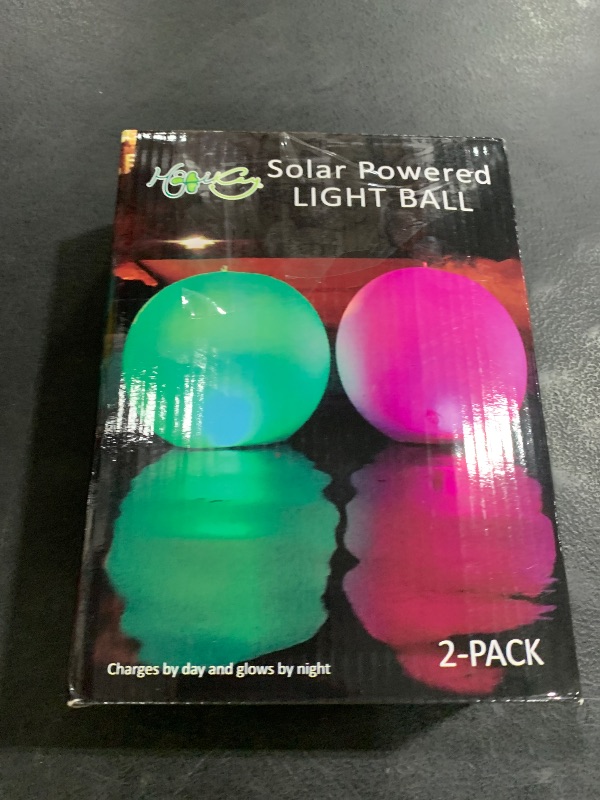 Solar Powered
LIGHT BALL
2-PACK
Charges by day and glows by night